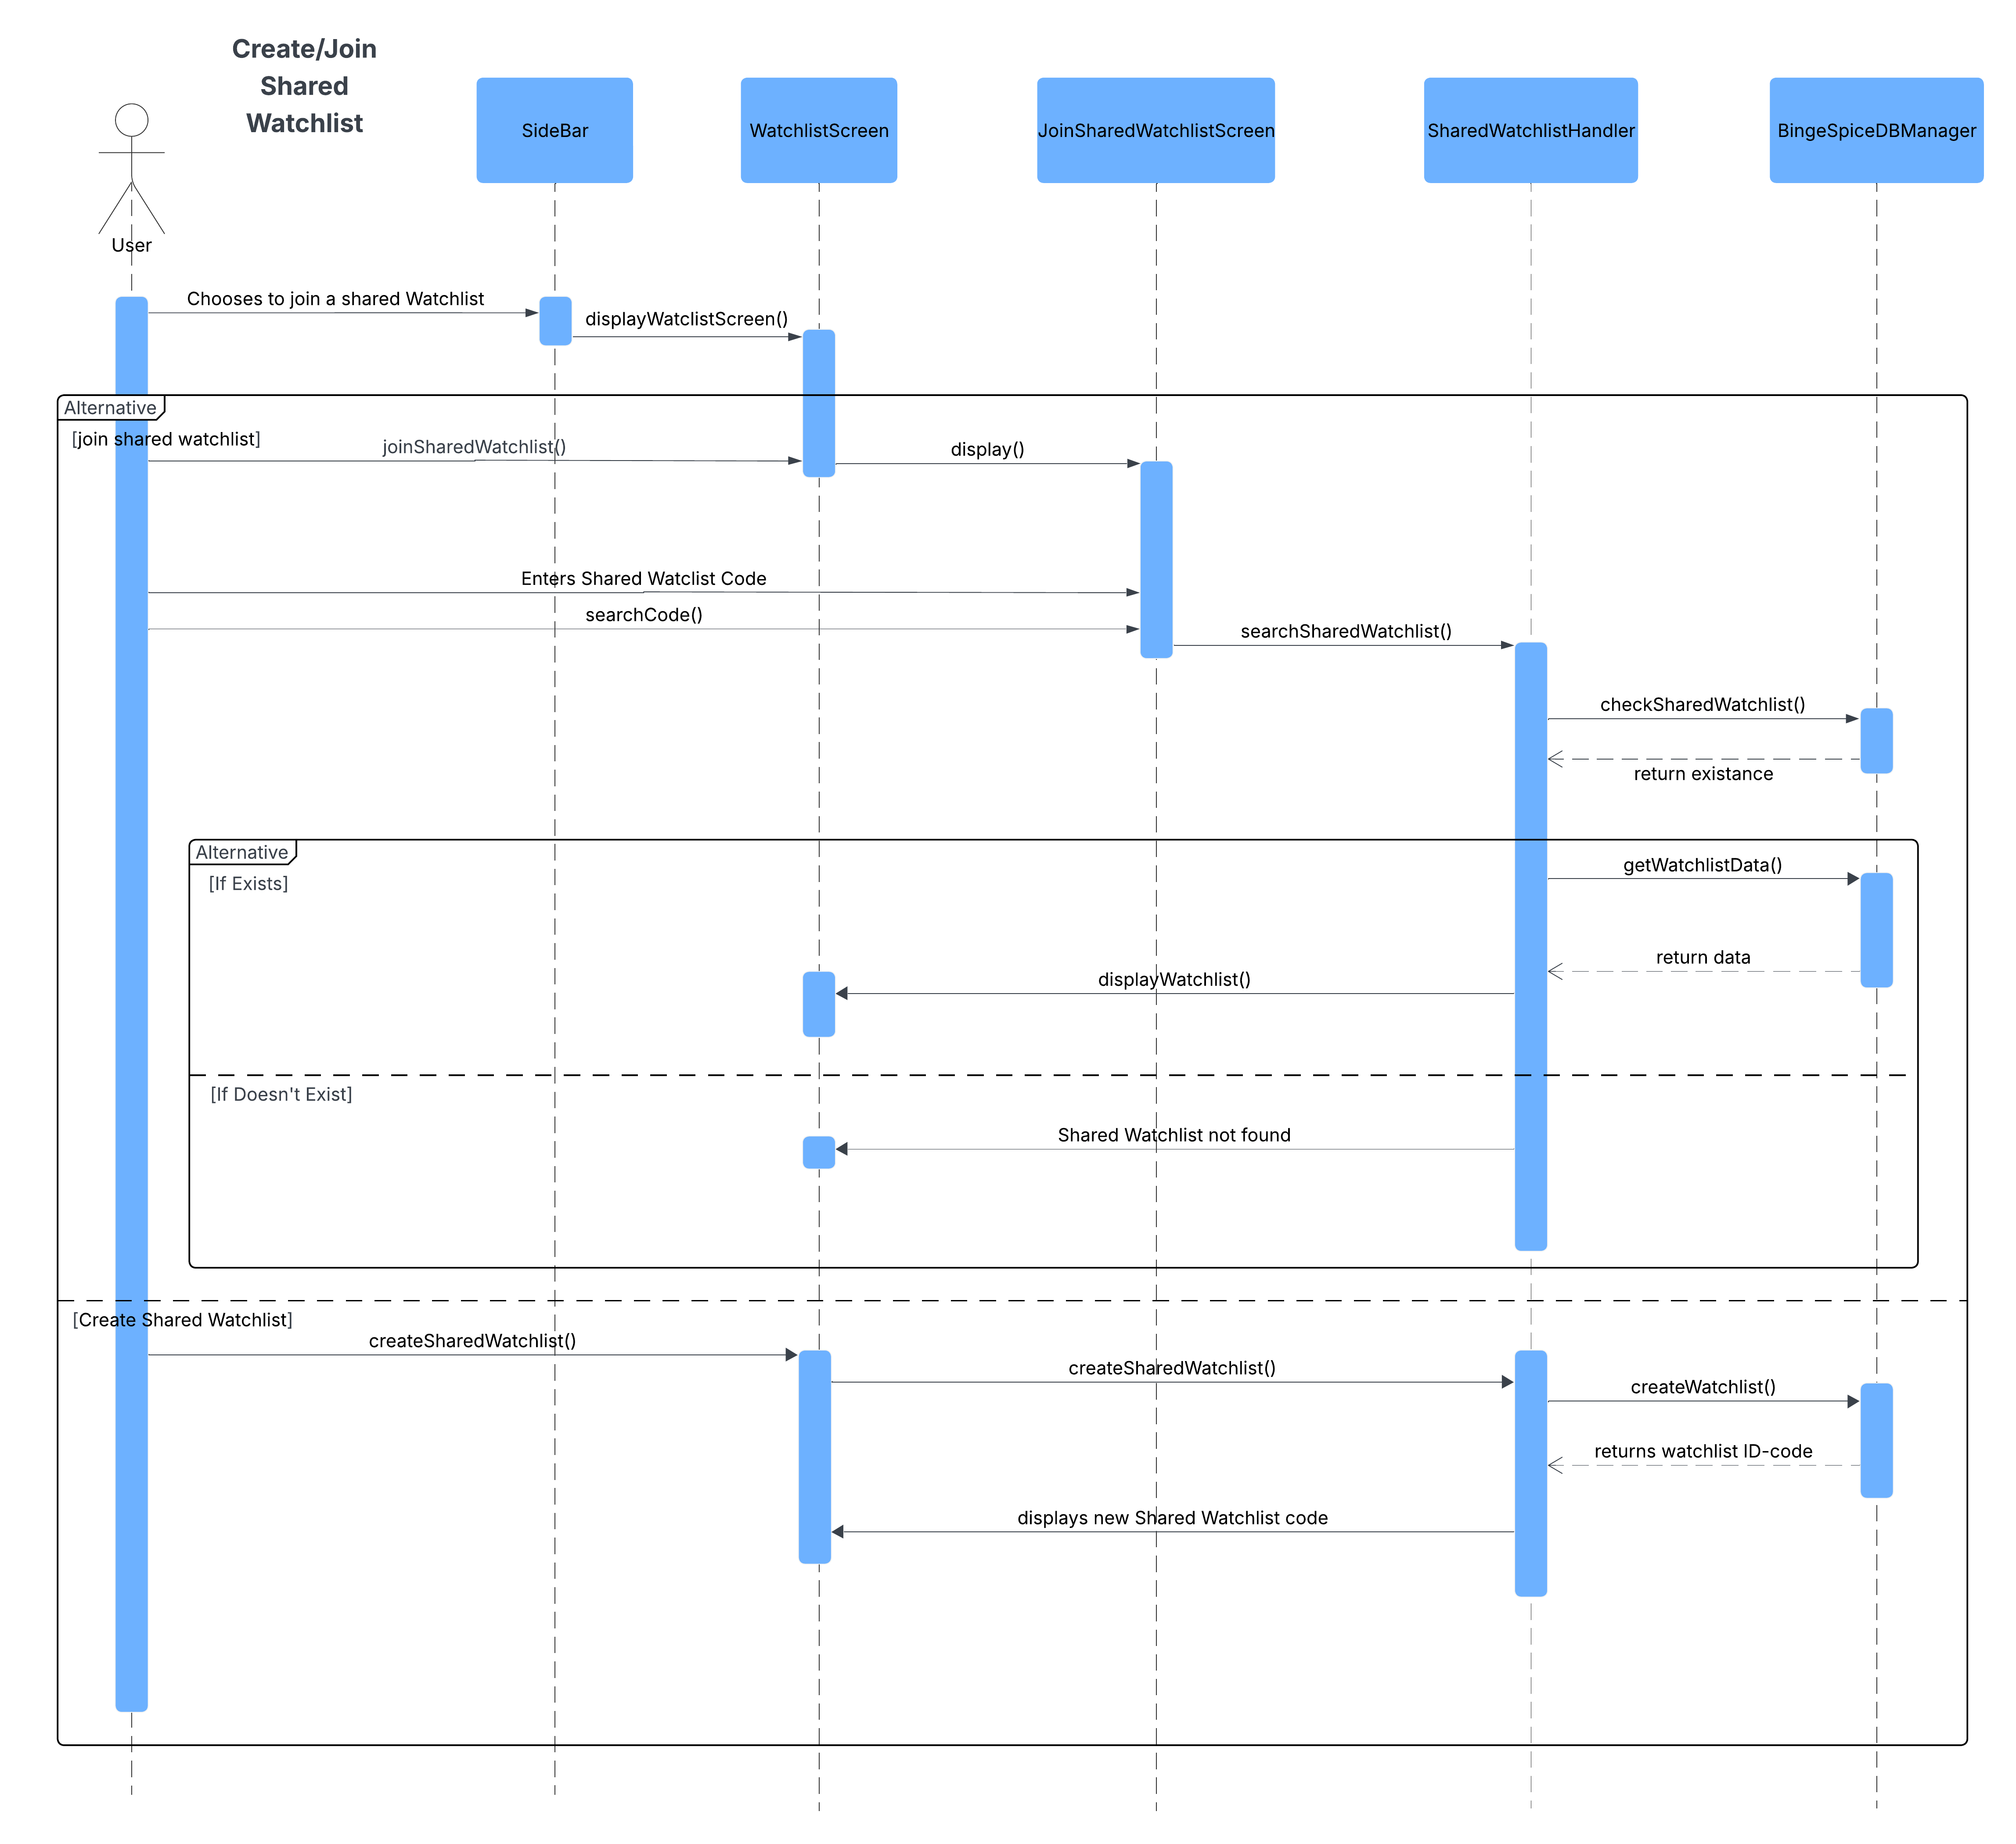 Create/Join
Shared
Watchlist
SideBar
WatchlistScreen
JoinSharedWatchlistScreen
SharedWatchlistHandler
BingeSpiceDBManager
User
Chooses to join a shared Watchlist
displayWatclistScreen()
Alternative
[join shared watchlist]
joinSharedWatchlist()
display()
Enters Shared Watclist Code
searchCode()
searchSharedWatchlist()
checkSharedWatchlist()
return existance
Alternative
[If Exists]
getWatchlistData()
return data
displayWatchlist()
[If Doesn't Exist]
Shared Watchlist not found
[Create Shared Watchlist]
createSharedWatchlist()
createSharedWatchlist()
createWatchlist()
returns watchlist ID-code
displays new Shared Watchlist code